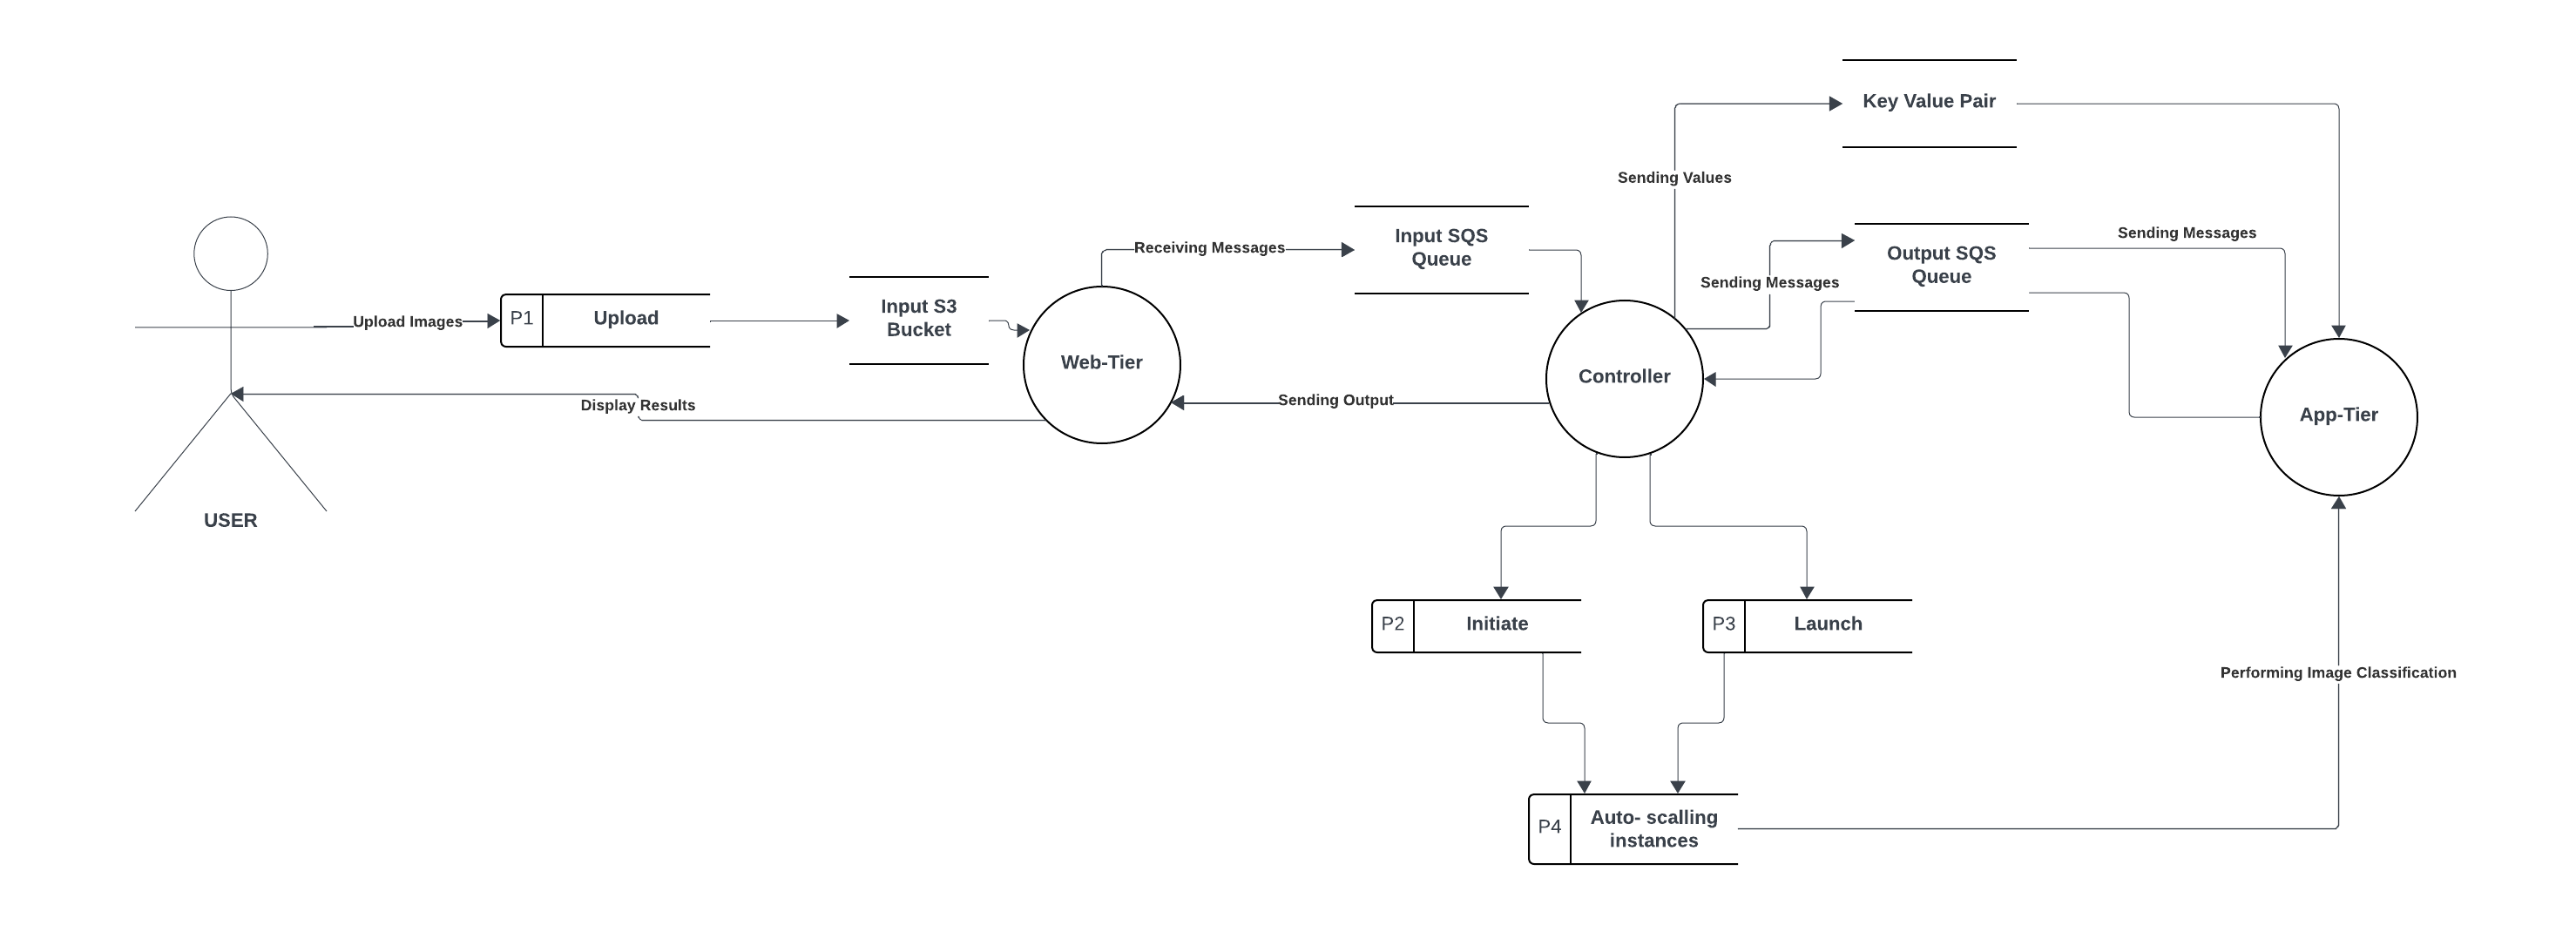 Key Value Pair
Sending Values
Input SQS
Queue
Receiving Messages
Sending Messages
Output SQS
Queue
Sending Messages
Upload Images
P1
Upload
Input S3
Bucket
Web-Tier
Controller
App-Tier
Display Results
Sending Output
USER
P2
Initiate
P3
Launch
Performing Image Classification
P4
Auto- scalling
instances